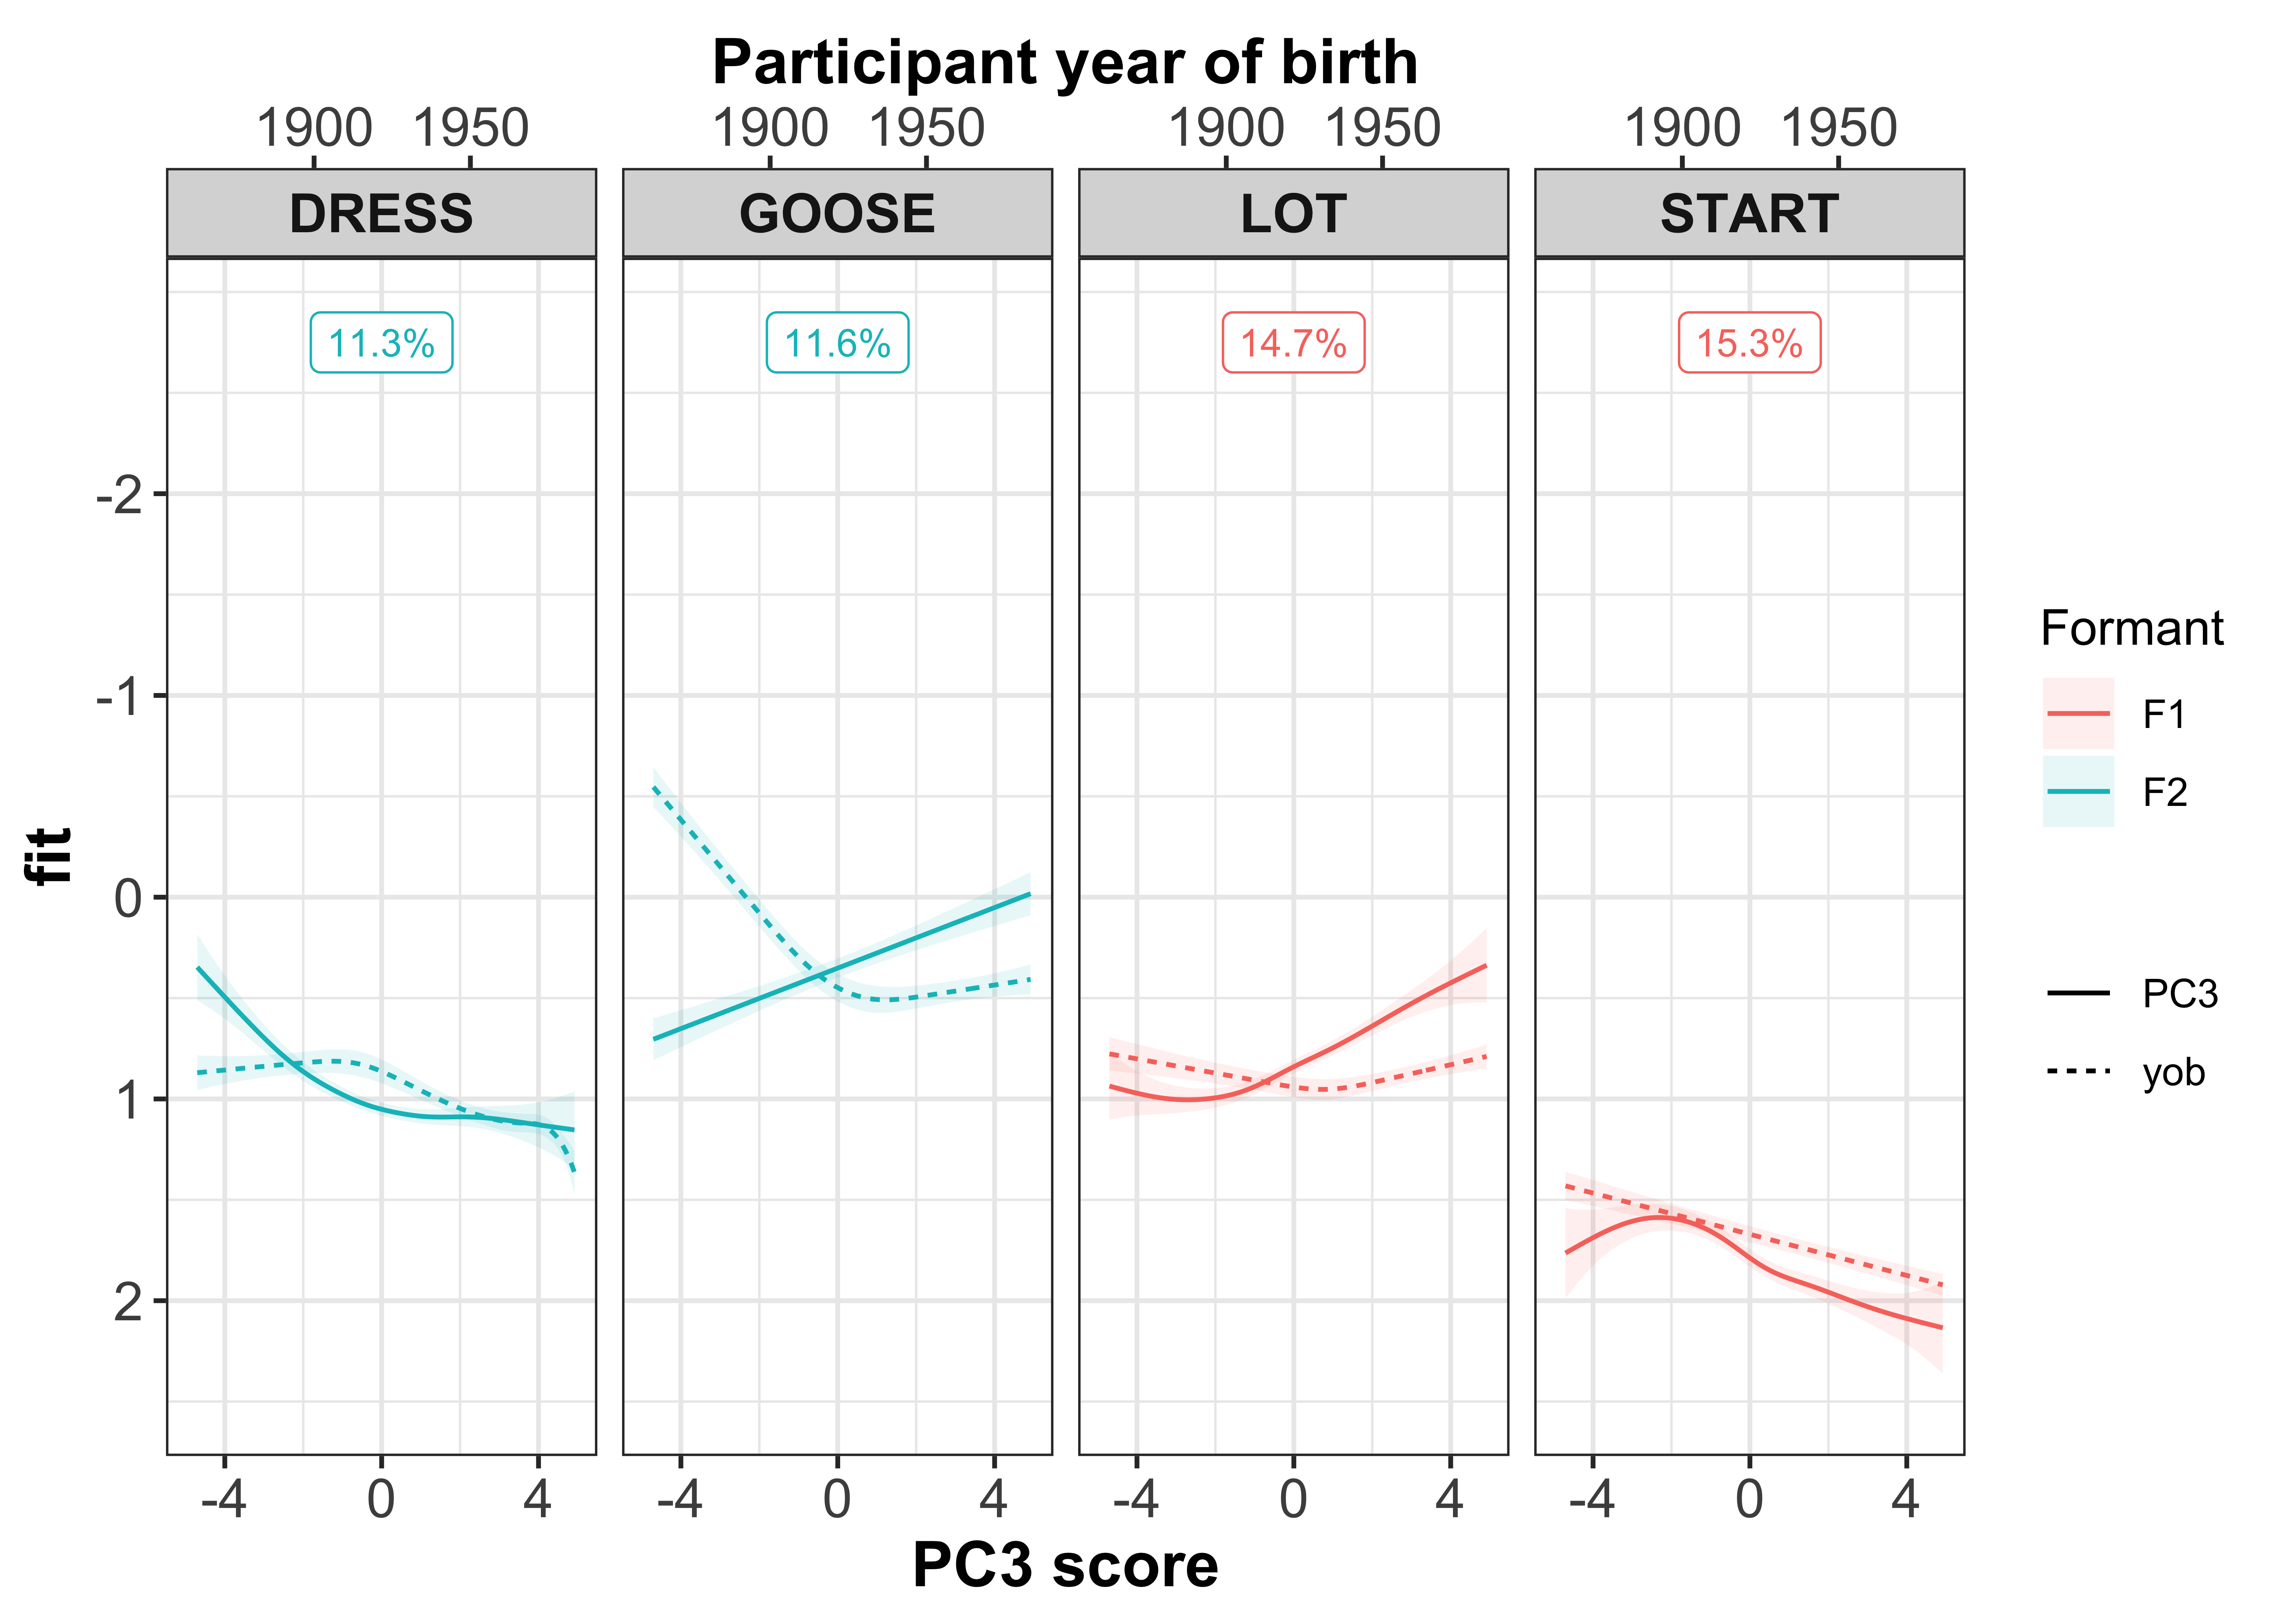 Participant year of birth
1900 1950 1900 1950 1900 1950 1900 1950
DRESS GOOSE LOT START
11.3% 11.6% 14.7% 15.3%
-2
-1
0
1
2
fit
-4 0 4 -4 0 4 -4 0 4 -4 0 4
PC3 score
Formant
F1
F2
PC3
yob